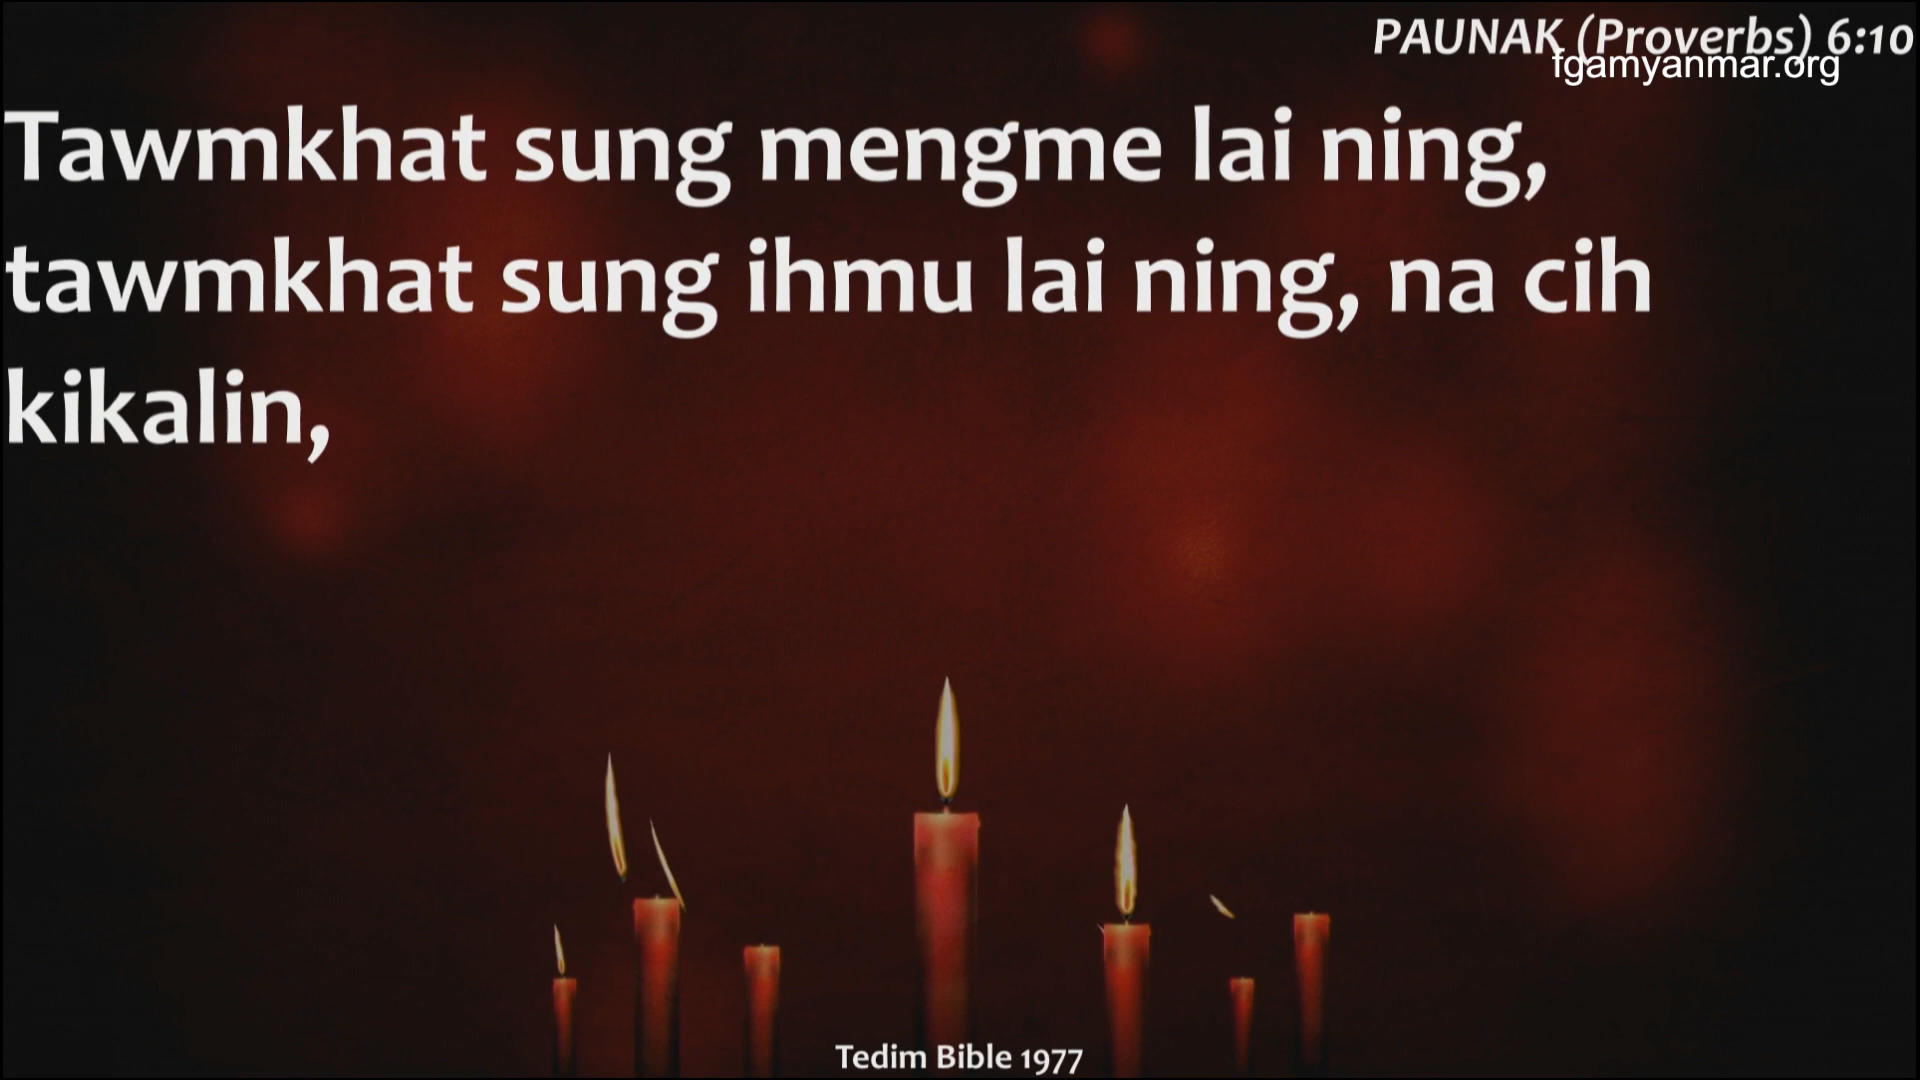 PAUNAK (Proverbs) 6:10
fgamyanmar.org
Tawmkhat sung mengme lai ning,
tawmkhat sung ihmu lai ning, na cih
kikalin,
Tedim Bible 1977